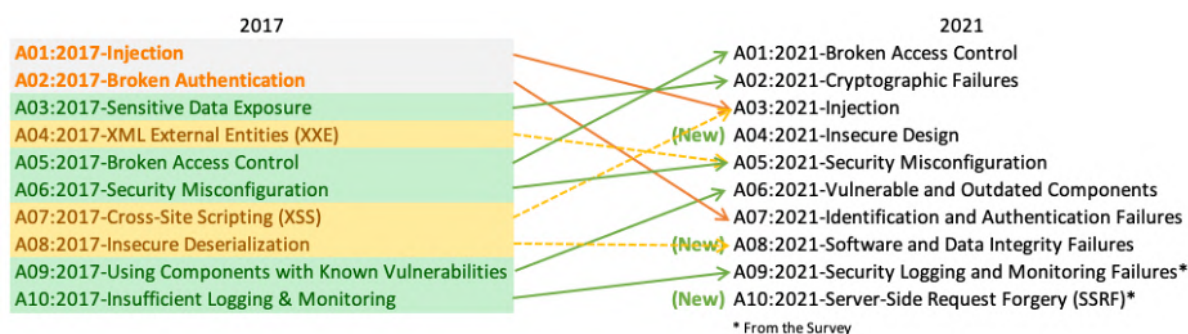 2017
A01:2017-Injection
A02:2017-Broken Authentication
A03:2017-Sensitive Data Exposure
A04:2017-XML External Entities (XXE)
A05:2017-Broken Access Control
A06:2017-Security Misconfiguration
A07:2017-Cross-Site Scripting (XSS)
A08:2017-Insecure Deserialization
A09:2017-Using Components with Known Vulnerabilities
A10:2017-Insufficient Logging & Monitoring
2021
A01:2021-Broken Access Control
A02:2021-Cryptographic Failures
A03:2021-Injection
(New) A04:2021-Insecure Design
A05:2021-Security Misconfiguration
A06:2021-Vulnerable and Outdated Components
A07:2021-Identification and Authentication Failures
(New) A08:2021-Software and Data Integrity Failures
A09:2021-Security Logging and Monitoring Failures*
(New) A10:2021-Server-Side Request Forgery (SSRF)*
* From the Survey